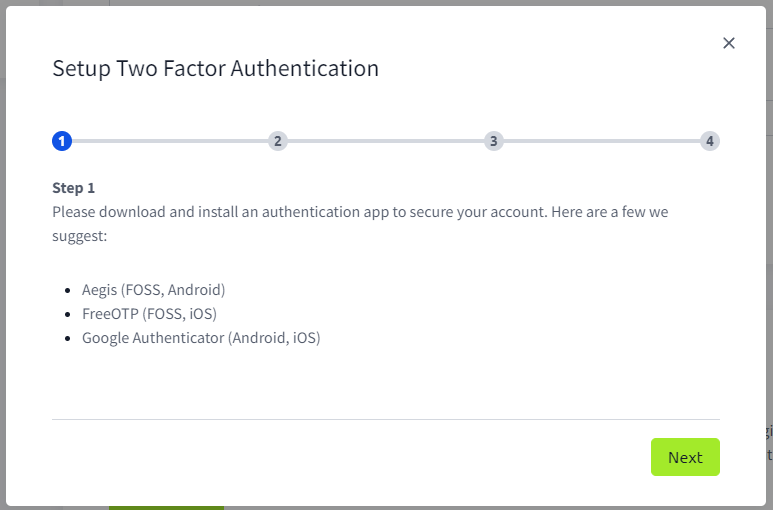 Setup Two Factor Authentication
1 2 3 4
Step 1
Please download and install an authentication app to secure your account. Here are a few we
suggest:
Aegis (FOSS, Android)
FreeOTP (FOSS, iOS)
Google Authenticator (Android, iOS)
Next